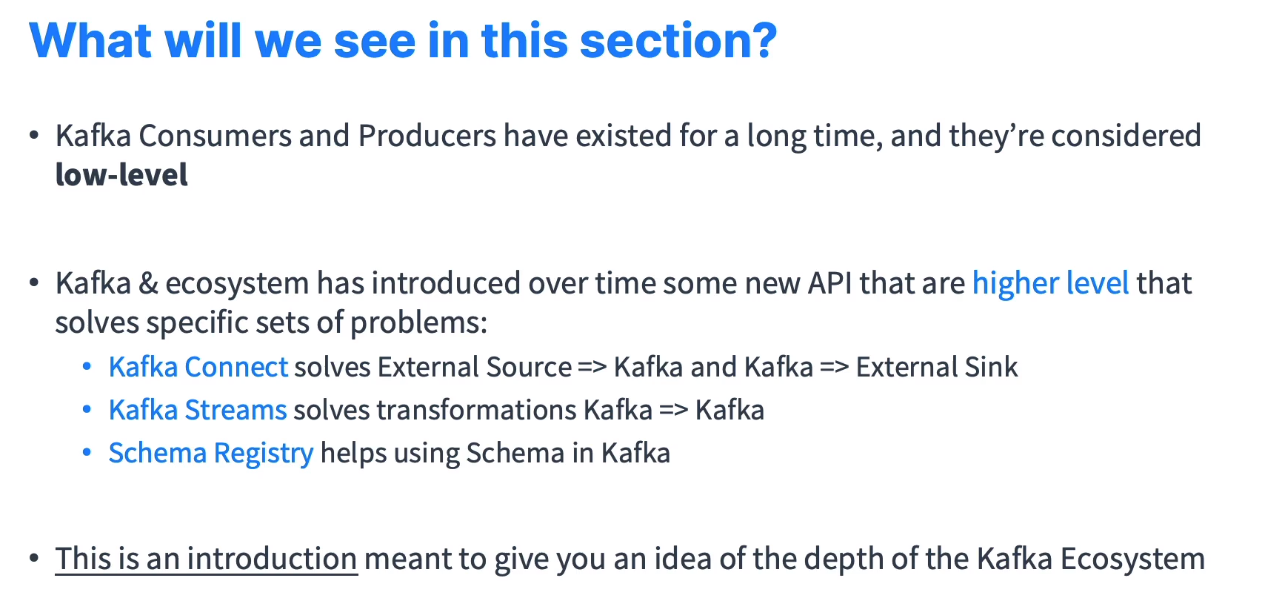 What will we see in this section?
• Kafka Consumers and Producers have existed for a long time, and they're considered
low-level
• Kafka & ecosystem has introduced over time some new API that are higher level that
solves specific sets of problems:
• Kafka Connect solves External Source => Kafka and Kafka => External Sink
• Kafka Streams solves transformations Kafka => Kafka
• Schema Registry helps using Schema in Kafka
• This is an introduction meant to give you an idea of the depth of the Kafka Ecosystem